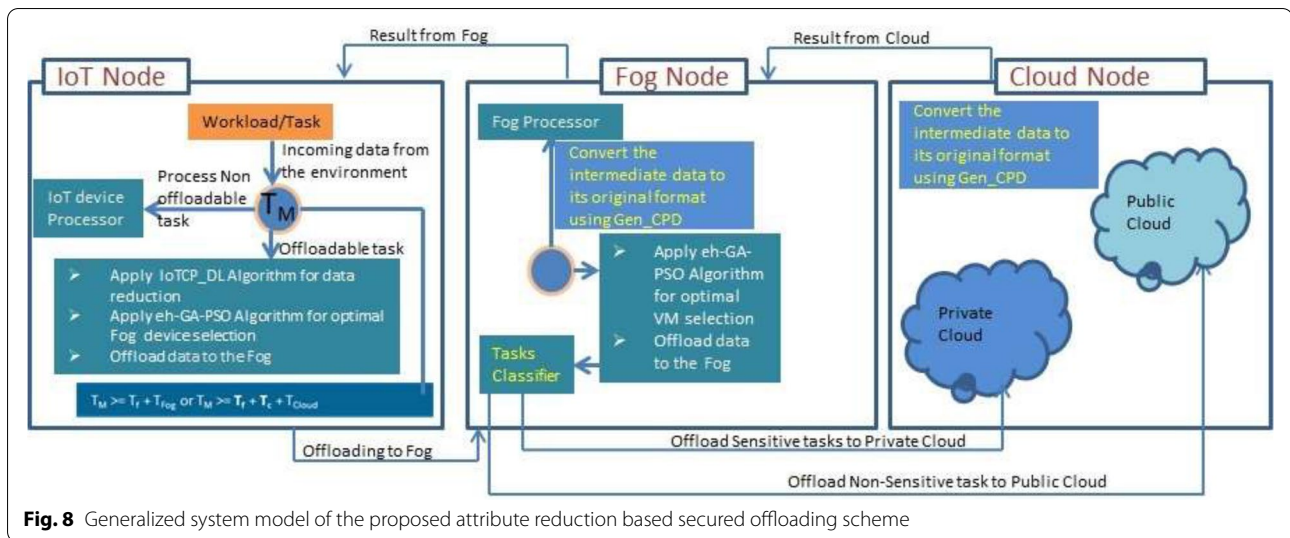 Result from Fog
Result from Cloud
IoT Node
Fog Node
Cloud Node
Workload/Task
Incoming data from
the environment
Process Non
offloadable
task
IoT device
Processor
T_M
Offloadable task
➤ Apply IoTCP_DL Algorithm for data
reduction
➤ Apply eh-GA-PSO Algorithm for optimal
Fog device selection
➤ Offload data to the Fog
T_M >= T_f + T_Fog or T_M >= T_f + T_c + T_Cloud
Offloading to Fog
Fog Processor
Convert the
intermediate data to
its original format
using Gen_CPD
➤ Apply eh-GA-
PSO Algorithm
for optimal
VM selection
➤ Offload data
to the Fog
Tasks
Classifier
Convert the
intermediate data to
its original format
using Gen_CPD
Public
Cloud
Private
Cloud
Offload Sensitive tasks to Private Cloud
Offload Non-Sensitive task to Public Cloud
Fig. 8 Generalized system model of the proposed attribute reduction based secured offloading scheme